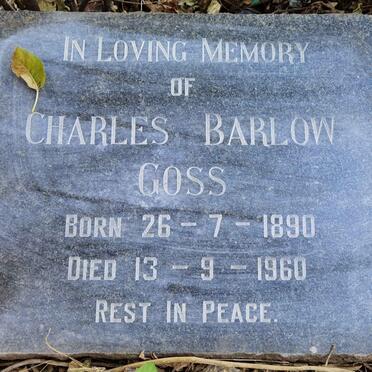 In Loving Memory
of
Charles Barlow
Goss
Born 26 - 7 - 1890
Died 13 - 9 - 1960
Rest In Peace.